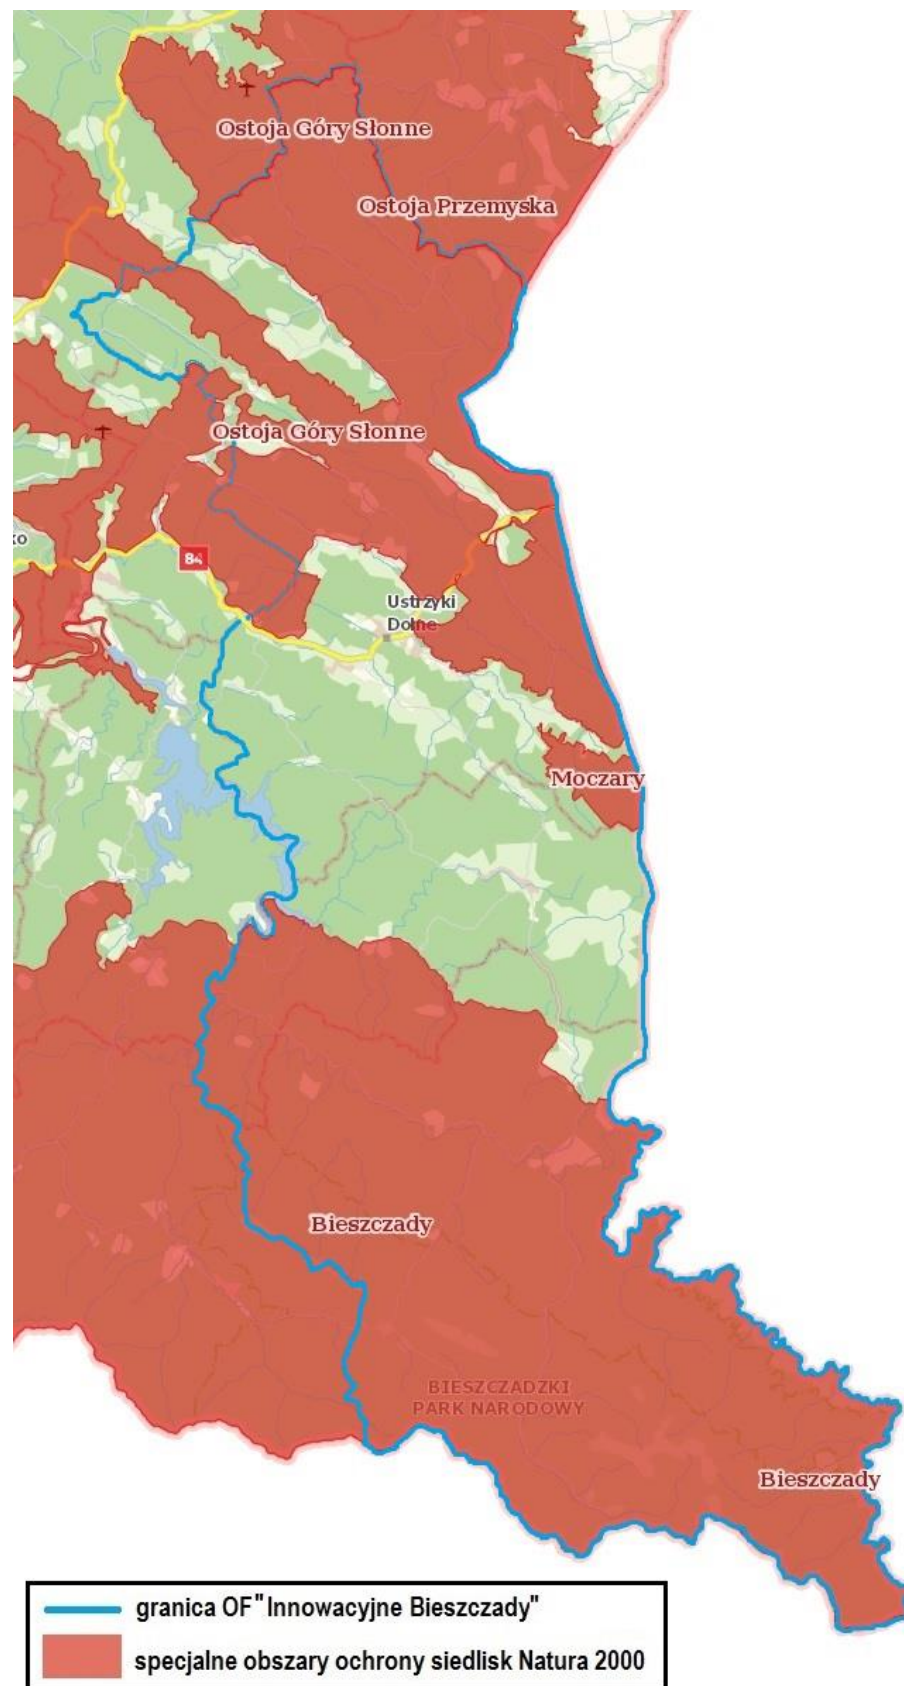 Ostoja Góry Słonne
Ostoja Przemyska
Ostoja Góry Słonne
ko
84
Ustrzyki
Dolne
Moczary
Bieszczady
BIESZCZADZKI
PARK NARODOWY
Bieszczady
granica OF "Innowacyjne Bieszczady"
specjalne obszary ochrony siedlisk Natura 2000